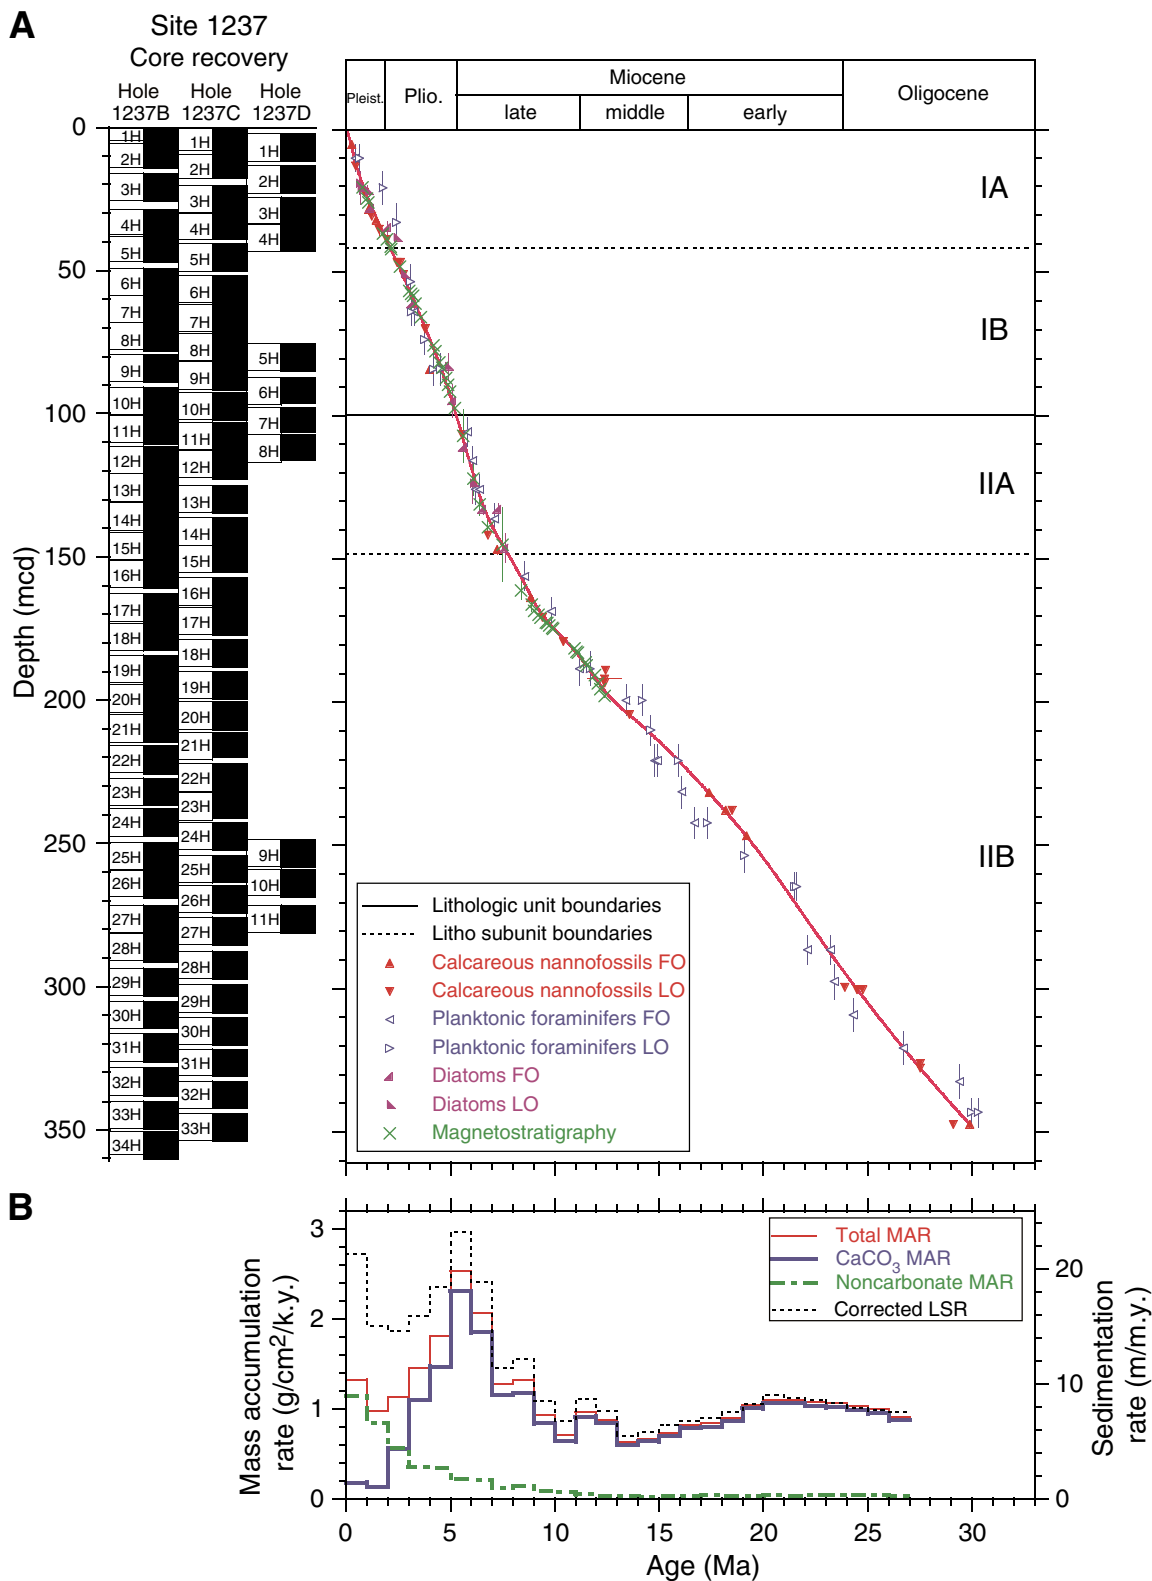 A
Site 1237
Core recovery
Hole 1237B
Hole 1237C
Hole 1237D
Pleist.
Plio.
Miocene
late
middle
early
Oligocene
Depth (mcd)
0
50
100
150
200
250
300
350
1H
2H
3H
4H
5H
6H
7H
8H
9H
10H
11H
12H
13H
14H
15H
16H
17H
18H
19H
20H
21H
22H
23H
24H
25H
26H
27H
28H
29H
30H
31H
32H
33H
34H
1H
2H
3H
4H
5H
6H
7H
8H
9H
10H
11H
12H
13H
14H
15H
16H
17H
18H
19H
20H
21H
22H
23H
24H
25H
26H
27H
28H
29H
30H
31H
32H
33H
1H
2H
3H
4H
5H
6H
7H
8H
9H
10H
11H
IA
IB
IIA
IIB
Lithologic unit boundaries
Litho subunit boundaries
Calcareous nannofossils FO
Calcareous nannofossils LO
Planktonic foraminifers FO
Planktonic foraminifers LO
Diatoms FO
Diatoms LO
Magnetostratigraphy
B
Mass accumulation
rate (g/cm²/k.y.)
3
2
1
0
Total MAR
CaCO₃ MAR
Noncarbonate MAR
Corrected LSR
20
10
0
Sedimentation
rate (m/m.y.)
0 5 10 15 20 25 30
Age (Ma)